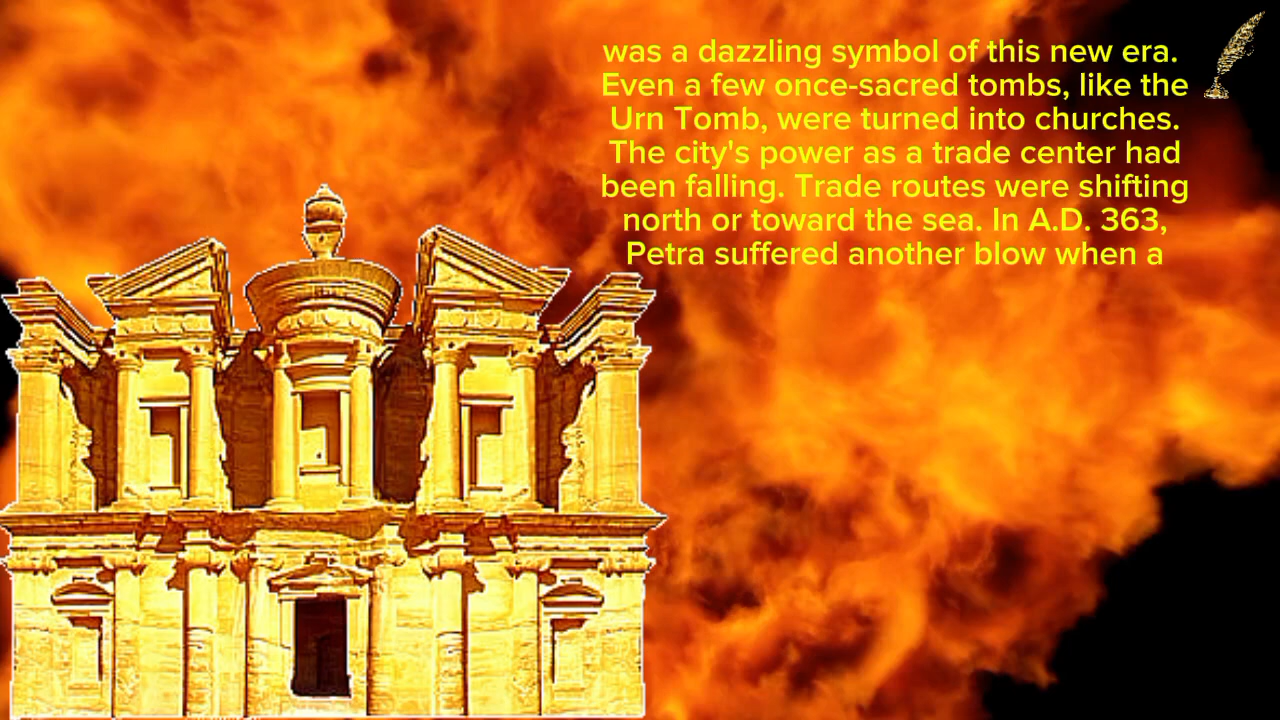 was a dazzling symbol of this new era.
Even a few once-sacred tombs, like the
Urn Tomb, were turned into churches.
The city's power as a trade center had
been falling. Trade routes were shifting
north or toward the sea. In A.D. 363,
Petra suffered another blow when a